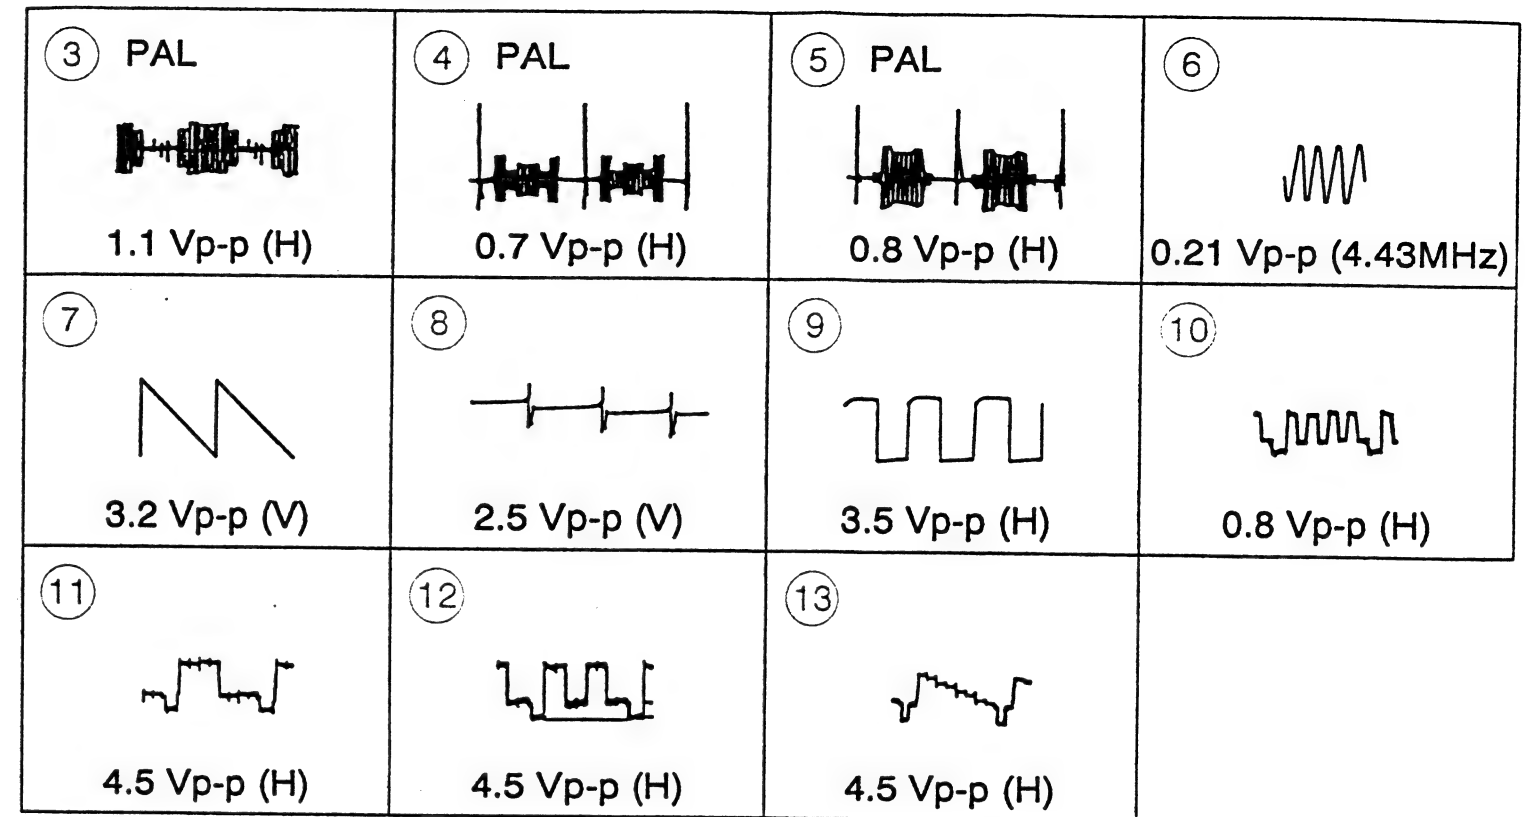 3 PAL
1.1 Vp-p (H)
4 PAL
0.7 Vp-p (H)
5 PAL
0.8 Vp-p (H)
6
0.21 Vp-p (4.43MHz)
7
3.2 Vp-p (V)
8
2.5 Vp-p (V)
9
3.5 Vp-p (H)
10
0.8 Vp-p (H)
11
4.5 Vp-p (H)
12
4.5 Vp-p (H)
13
4.5 Vp-p (H)